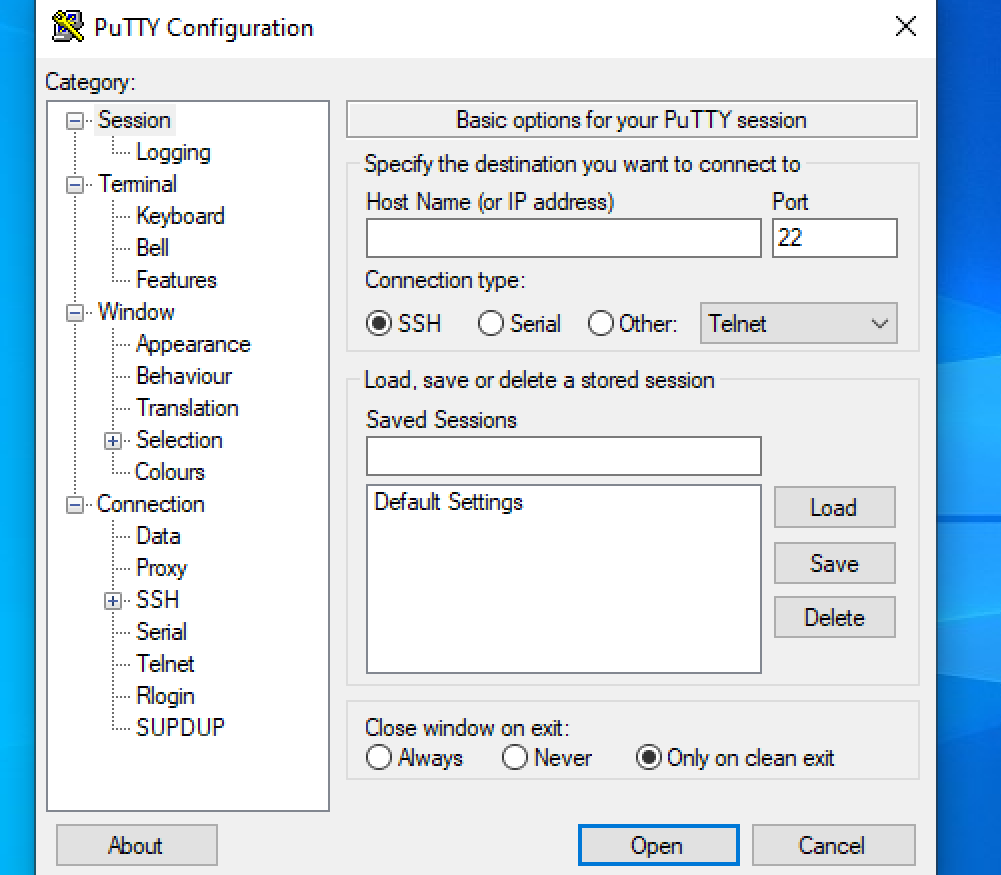 PuTTY Configuration
Category:
Session
Logging
Terminal
Keyboard
Bell
Features
Window
Appearance
Behaviour
Translation
Selection
Colours
Connection
Data
Proxy
SSH
Serial
Telnet
Rlogin
SUPDUP
Basic options for your PuTTY session
Specify the destination you want to connect to
Host Name (or IP address) Port
22
Connection type:
SSH Serial Other: Telnet
Load, save or delete a stored session
Saved Sessions
Default Settings
Load
Save
Delete
Close window on exit:
Always Never Only on clean exit
About Open Cancel